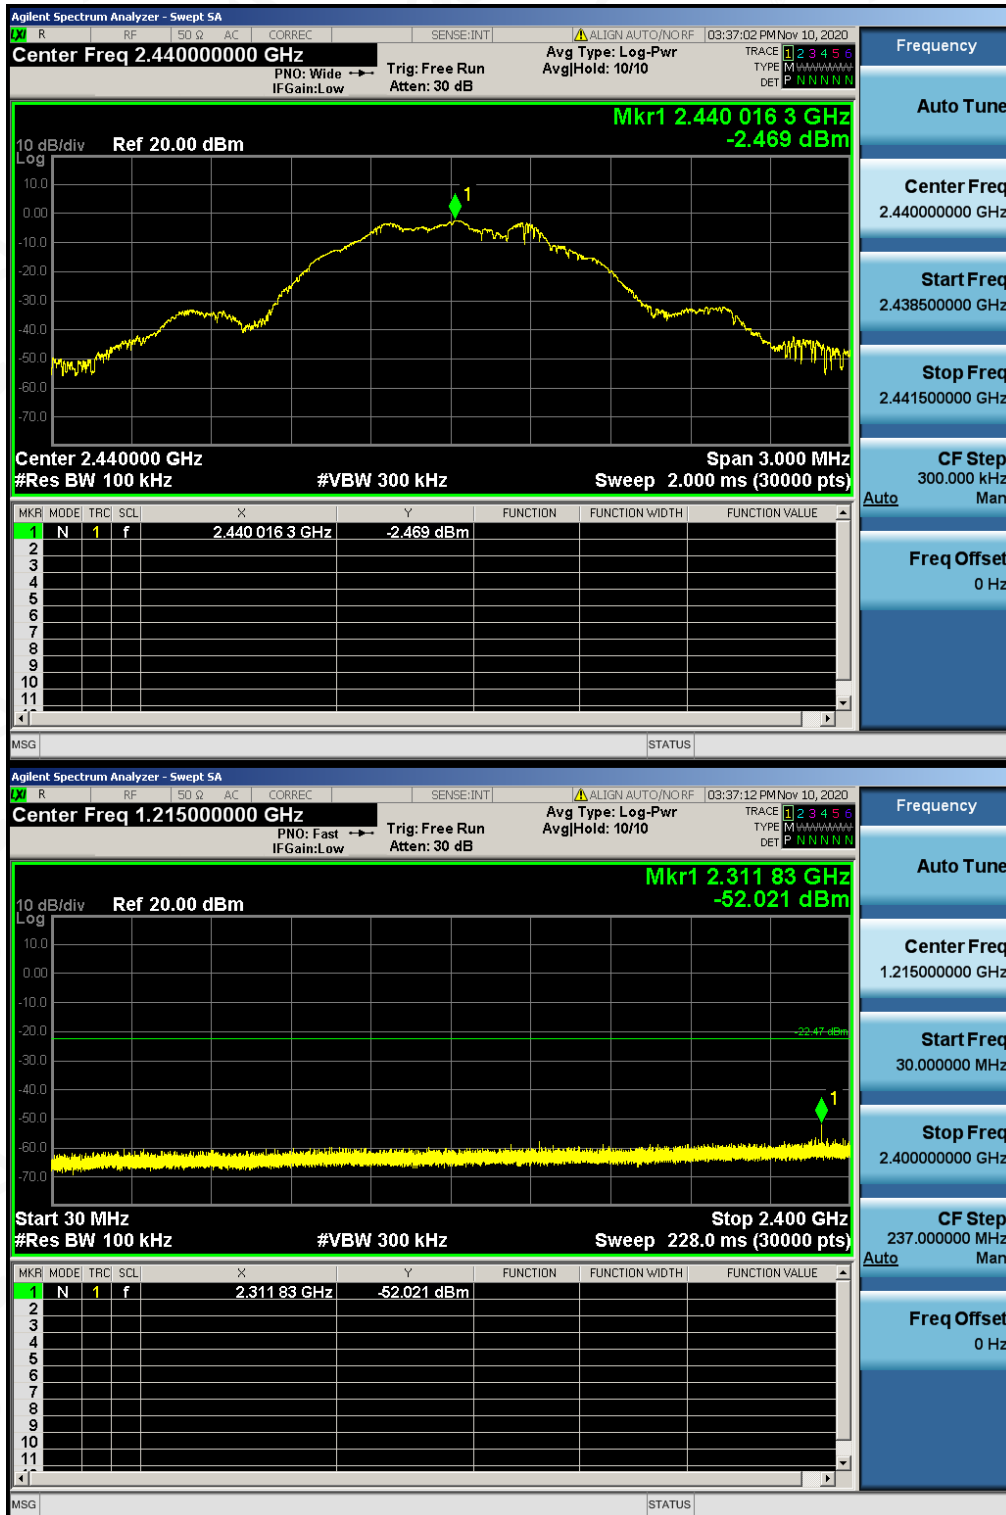 Agilent Spectrum Analyzer - Swept SA
LXI R RF 50 Ω AC CORREC SENSE:INT ALIGN AUTO/NO RF 03:37:02 PM Nov 10, 2020
Center Freq 2.440000000 GHz
PNO: Wide
IFGain:Low
Trig: Free Run
Atten: 30 dB
Avg Type: Log-Pwr
Avg|Hold: 10/10
TRACE 1 2 3 4 5 6
TYPE M WWWWW
DET P N N N N N
Frequency
Mkr1 2.440 016 3 GHz
-2.469 dBm
10 dB/div Ref 20.00 dBm
Log
10.0
0.00
-10.0
-20.0
-30.0
-40.0
-50.0
-60.0
-70.0
1
Center 2.440000 GHz Span 3.000 MHz
#Res BW 100 kHz #VBW 300 kHz Sweep 2.000 ms (30000 pts)
Auto Tune
Center Freq
2.440000000 GHz
Start Freq
2.438500000 GHz
Stop Freq
2.441500000 GHz
CF Step
300.000 kHz
Auto Man
Freq Offset
0 Hz
MKR MODE TRC SCL X Y FUNCTION FUNCTION WIDTH FUNCTION VALUE
1 N 1 f 2.440 016 3 GHz -2.469 dBm
2
3
4
5
6
7
8
9
10
11
MSG STATUS
Agilent Spectrum Analyzer - Swept SA
LXI R RF 50 Ω AC CORREC SENSE:INT ALIGN AUTO/NO RF 03:37:12 PM Nov 10, 2020
Center Freq 1.215000000 GHz
PNO: Fast
IFGain:Low
Trig: Free Run
Atten: 30 dB
Avg Type: Log-Pwr
Avg|Hold: 10/10
TRACE 1 2 3 4 5 6
TYPE M WWWWW
DET P N N N N N
Frequency
Mkr1 2.311 83 GHz
-52.021 dBm
10 dB/div Ref 20.00 dBm
Log
10.0
0.00
-10.0
-20.0
-30.0
-40.0
-50.0
-60.0
-70.0
-22.47 dBm
1
Start 30 MHz Stop 2.400 GHz
#Res BW 100 kHz #VBW 300 kHz Sweep 228.0 ms (30000 pts)
Auto Tune
Center Freq
1.215000000 GHz
Start Freq
30.000000 MHz
Stop Freq
2.400000000 GHz
CF Step
237.000000 MHz
Auto Man
Freq Offset
0 Hz
MKR MODE TRC SCL X Y FUNCTION FUNCTION WIDTH FUNCTION VALUE
1 N 1 f 2.311 83 GHz -52.021 dBm
2
3
4
5
6
7
8
9
10
11
MSG STATUS